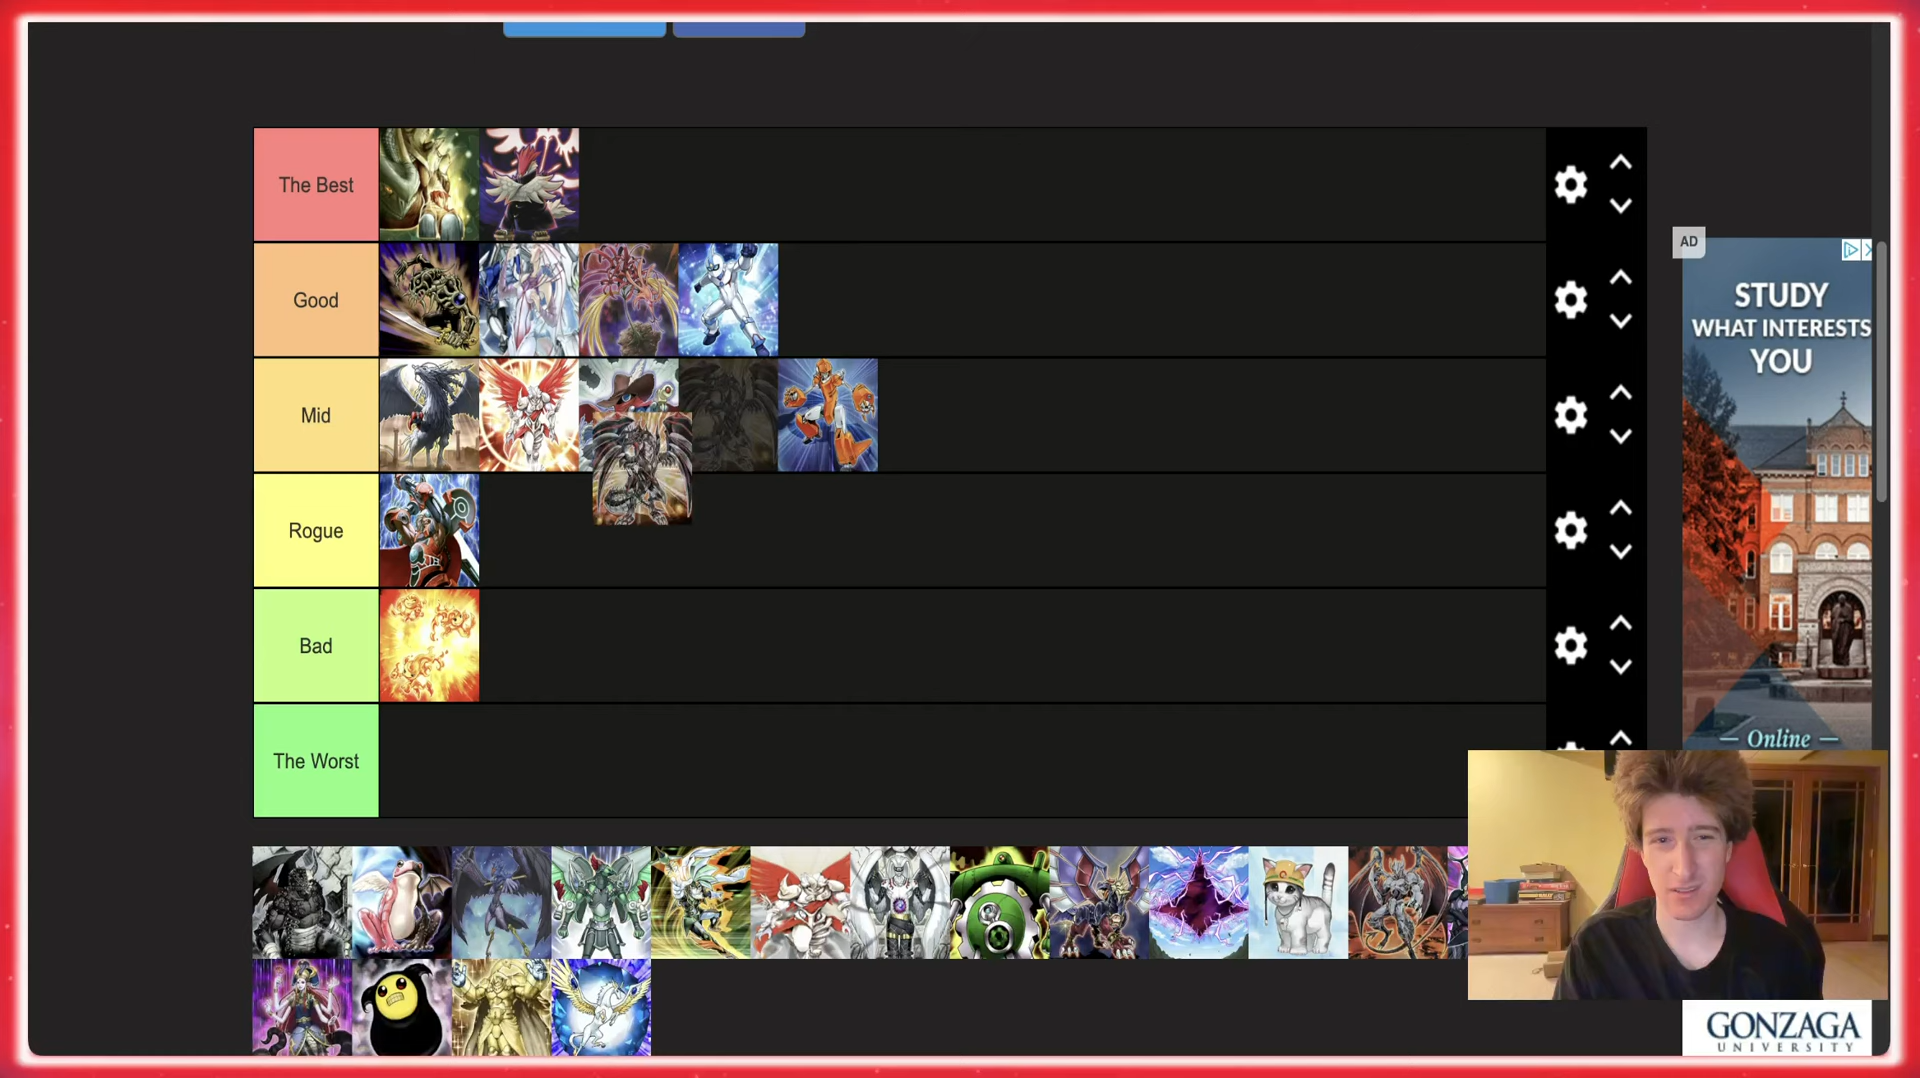 The Best
Good
Mid
Rogue
Bad
The Worst
AD
STUDY
WHAT INTERESTS
YOU
— Online —
GONZAGA
UNIVERSITY